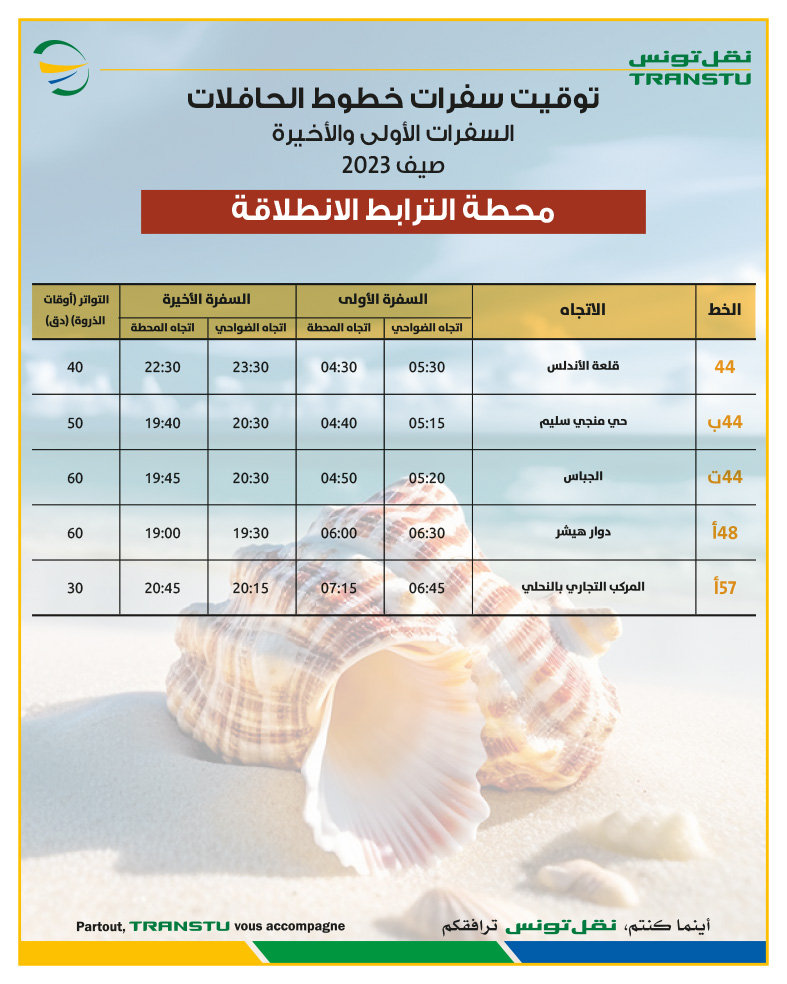 نقل تونس
TRANSTU
توقيت سفرات خطوط الحافلات
السفرات الأولى والأخيرة
صيف 2023
محطة الترابط الانطلاقة
الخط الاتجاه السفرة الأولى السفرة الأخيرة التواتر (أوقات الذروة) (دق)
اتجاه الضواحي اتجاه المحطة اتجاه الضواحي اتجاه المحطة
44 قلعة الأندلس 05:30 04:30 23:30 22:30 40
44ب حي منجي سليم 05:15 04:40 20:30 19:40 50
44ت الجباس 05:20 04:50 20:30 19:45 60
48أ دوار هيشر 06:30 06:00 19:30 19:00 60
57أ المركب التجاري بالنحلي 06:45 07:15 20:15 20:45 30
أينما كنتم، نقل تونس ترافقكم
Partout, TRANSTU vous accompagne